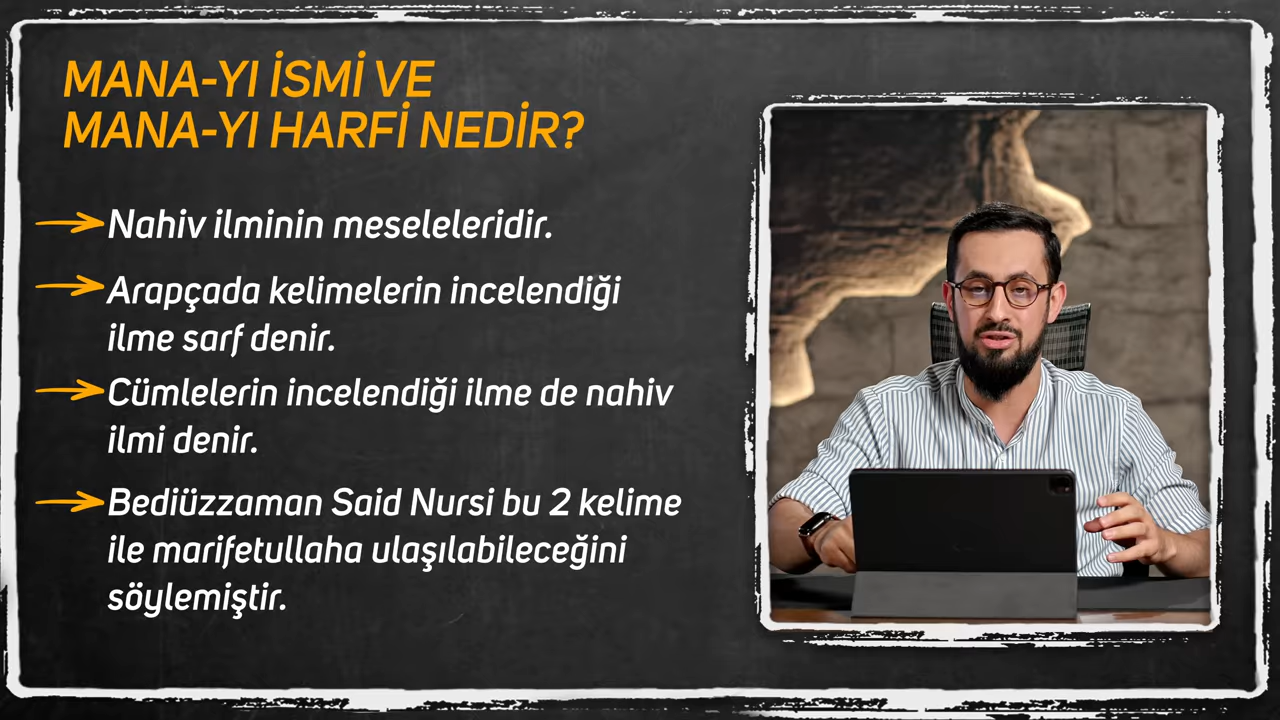 MANA-YI İSMİ VE
MANA-YI HARFİ NEDİR?
Nahiv ilminin meseleleridir.
Arapçada kelimelerin incelendiği
ilme sarf denir.
Cümlelerin incelendiği ilme de nahiv
ilmi denir.
Bediüzzaman Said Nursi bu 2 kelime
ile marifetullaha ulaşılabileceğini
söylemiştir.